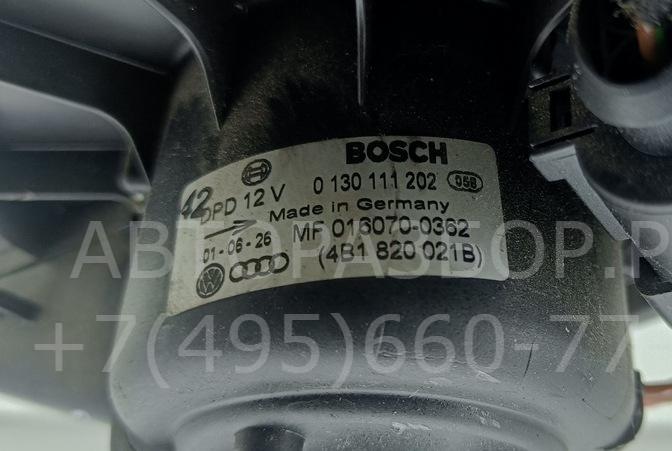 BOSCH
42
DPD 12 V 0 130 111 202 058
Made in Germany
01-06-26 MF 016070-0362
(4B1 820 021B)
АВТОРАЗБОР.Р
+7(495)660-77